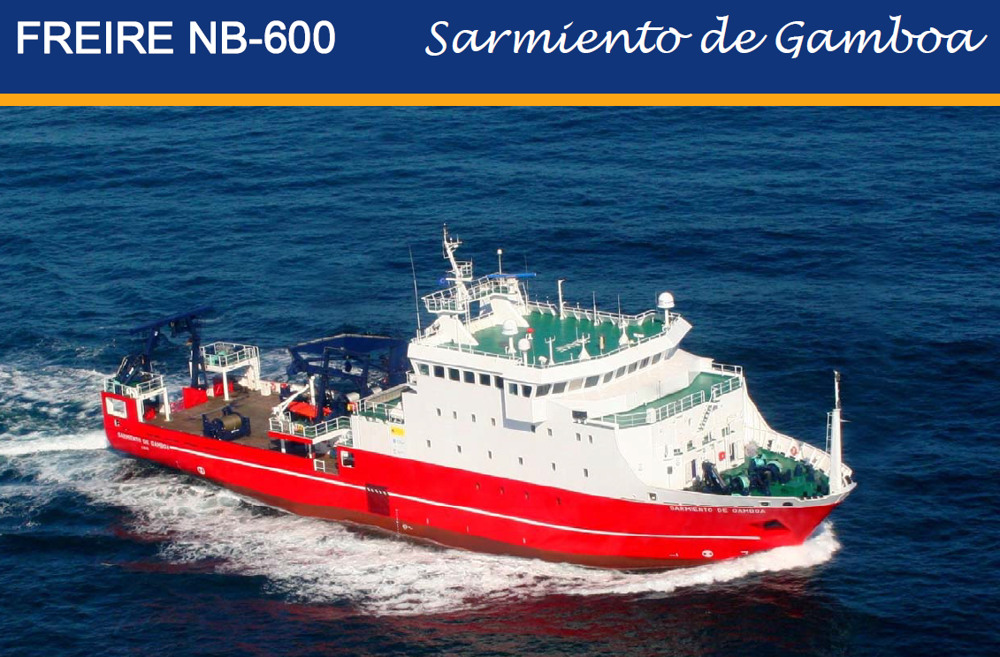 FREIRE NB-600
Sarmiento de Gamboa
SARMIENTO DE GAMBOA
SARMIENTO DE GAMBOA